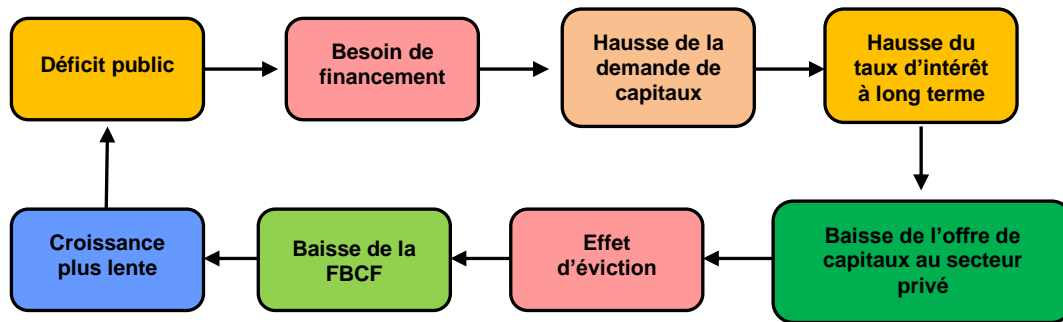 Déficit public
Besoin de
financement
Hausse de la
demande de
capitaux
Hausse du
taux d'intérêt
à long terme
Baisse de l'offre de
capitaux au secteur
privé
Effet
d'éviction
Baisse de la
FBCF
Croissance
plus lente